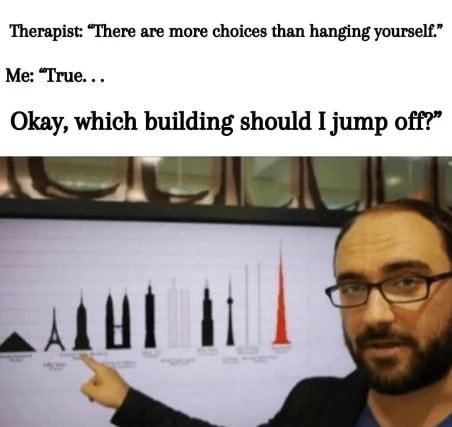 Therapist: “There are more choices than hanging yourself.”
Me: “True. . .
Okay, which building should I jump off?”